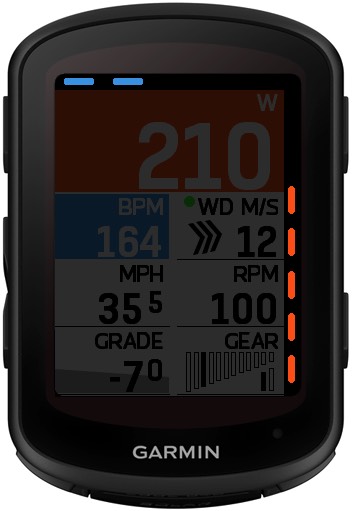 W
210
BPM
164
WD M/S
12
MPH
35 5
RPM
100
GRADE
-7 0
GEAR
GARMIN